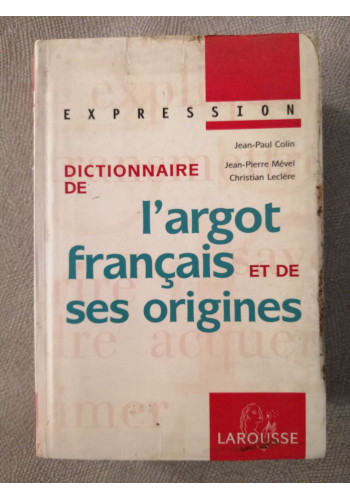 EXPRESSION
Jean-Paul Colin
Jean-Pierre Mével
Christian Leclère
DICTIONNAIRE
DE
l'argot
français ET DE
ses origines
LAROUSSE